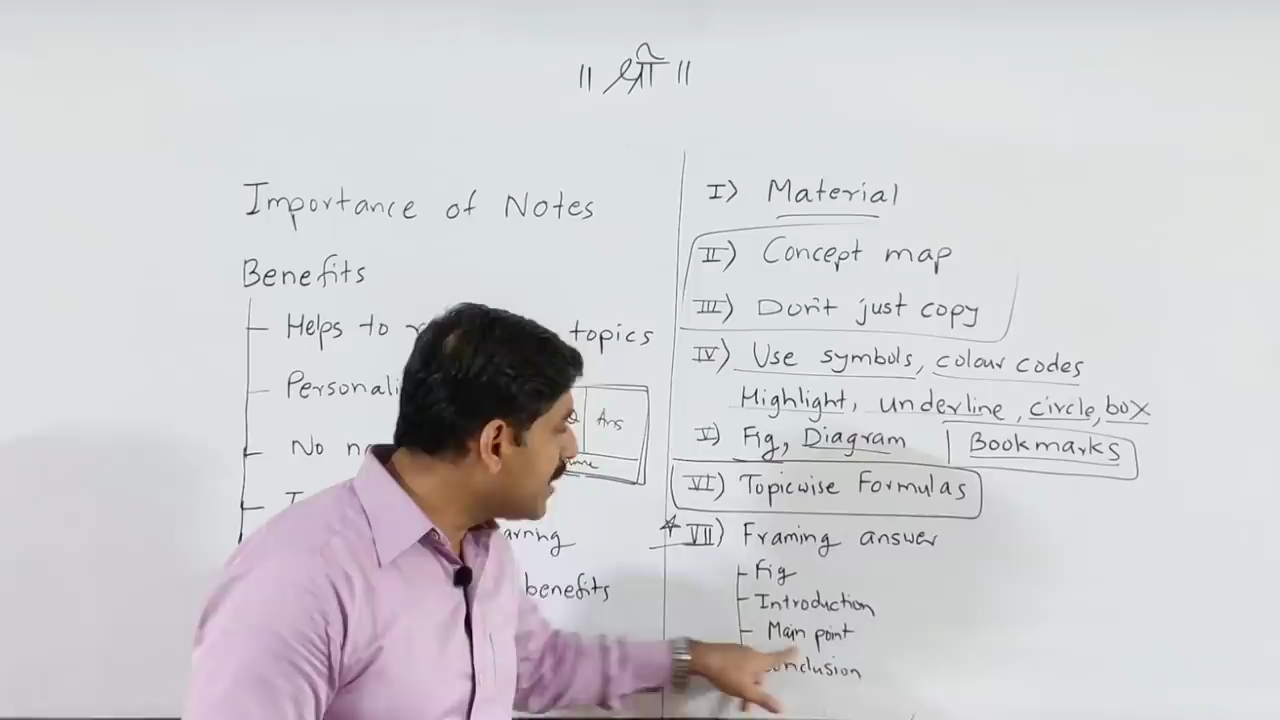 ॥ श्री ॥
Importance of Notes
Benefits
Helps to topics
No
arning
benefits
Ans
I) Material
II) Concept map
III) Don't just copy
IV) Use symbols, colour codes
Highlight, underline, circle, box
V) Fig, Diagram | Bookmarks
VI) Topicwise Formulas
VII) Framing answer
Fig
Introduction
Main point
onclusion